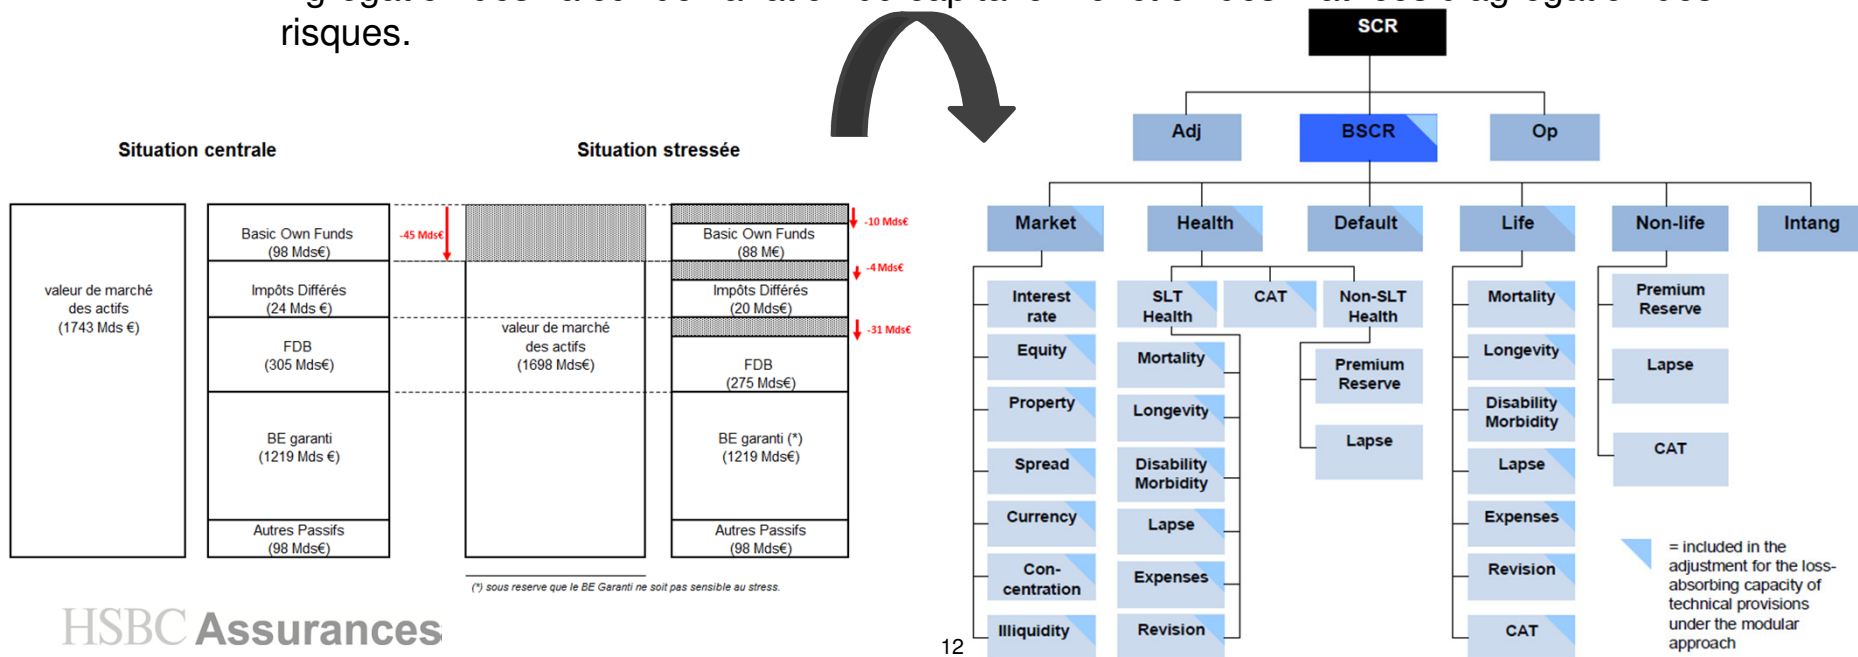 risques.
Situation centrale
valeur de marché
des actifs
(1743 Mds €)
Basic Own Funds
(98 Mds€)
Impôts Différés
(24 Mds €)
FDB
(305 Mds€)
BE garanti
(1219 Mds €)
Autres Passifs
(98 Mds€)
-45 Mds€
Situation stressée
valeur de marché
des actifs
(1698 Mds€)
Basic Own Funds
(88 M€)
Impôts Différés
(20 Mds€)
FDB
(275 Mds€)
BE garanti (*)
(1219 Mds€)
Autres Passifs
(98 Mds€)
-10 Mds€
-4 Mds€
-31 Mds€
(*) sous reserve que le BE Garanti ne soit pas sensible au stress.
HSBC Assurances
12
SCR
Adj
BSCR
Op
Market
Health
Default
Life
Non-life
Intang
Interest
rate
Equity
Property
Spread
Currency
Con-
centration
Illiquidity
SLT
Health
CAT
Non-SLT
Health
Mortality
Longevity
Disability
Morbidity
Lapse
Expenses
Revision
Premium
Reserve
Lapse
Mortality
Longevity
Disability
Morbidity
Lapse
Expenses
Revision
CAT
Premium
Reserve
Lapse
CAT
= included in the
adjustment for the loss-
absorbing capacity of
technical provisions
under the modular
approach